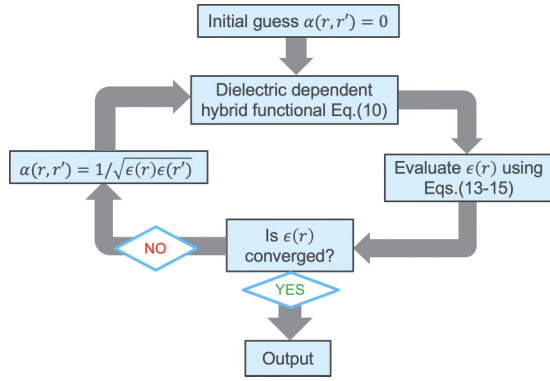 Initial guess α(r, r′) = 0
Dielectric dependent
hybrid functional Eq.(10)
α(r, r′) = 1/√ϵ(r)ϵ(r′)
Evaluate ϵ(r) using
Eqs.(13-15)
Is ϵ(r)
converged?
NO
YES
Output